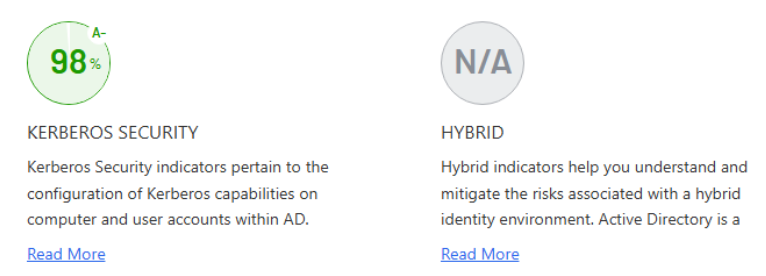 A-
98%
KERBEROS SECURITY
Kerberos Security indicators pertain to the
configuration of Kerberos capabilities on
computer and user accounts within AD.
Read More
N/A
HYBRID
Hybrid indicators help you understand and
mitigate the risks associated with a hybrid
identity environment. Active Directory is a
Read More